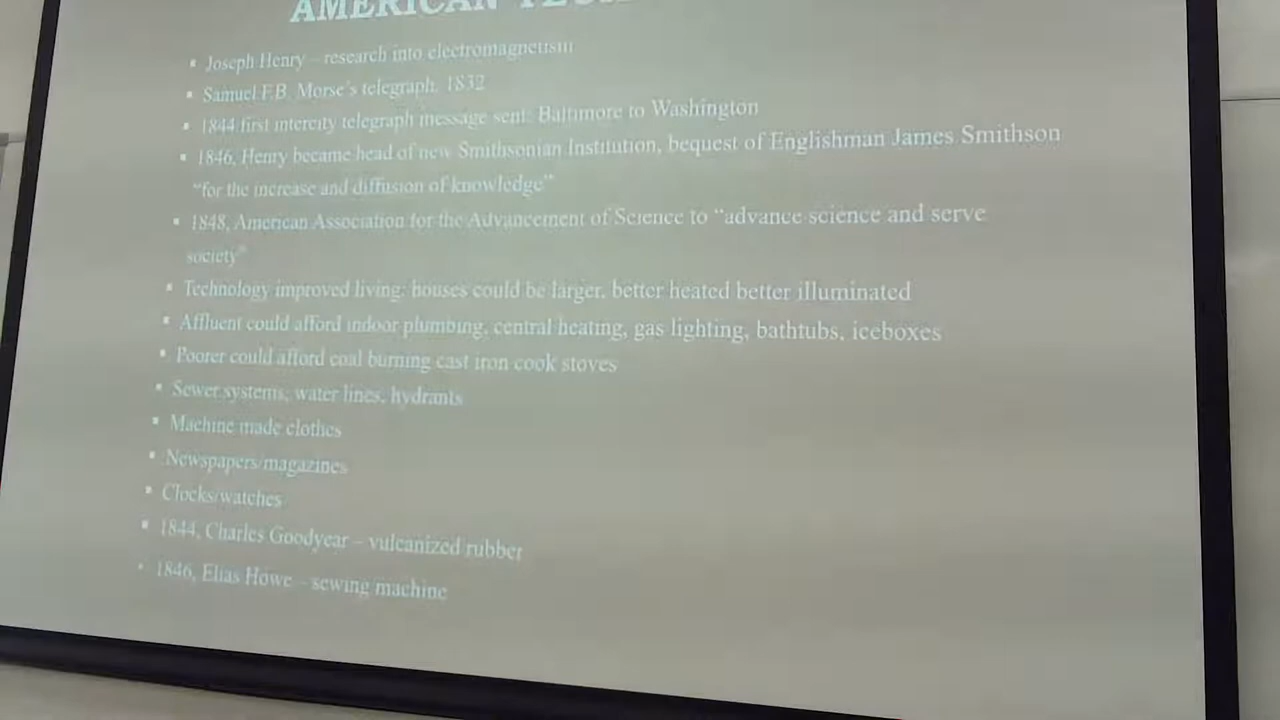 AMERICAN
▪ Joseph Henry – research into electromagnetism
▪ Samuel F.B. Morse's telegraph, 1832
▪ 1844 first intercity telegraph message sent: Baltimore to Washington
▪ 1846, Henry became head of new Smithsonian Institution, bequest of Englishman James Smithson
"for the increase and diffusion of knowledge"
▪ 1848, American Association for the Advancement of Science to "advance science and serve
society"
▪ Technology improved living: houses could be larger, better heated better illuminated
▪ Affluent could afford indoor plumbing, central heating, gas lighting, bathtubs, iceboxes
▪ Poorer could afford coal burning cast iron cook stoves
▪ Sewer systems, water lines, hydrants
▪ Machine made clothes
▪ Newspapers/magazines
▪ Clocks/watches
▪ 1844, Charles Goodyear – vulcanized rubber
▪ 1846, Elias Howe – sewing machine